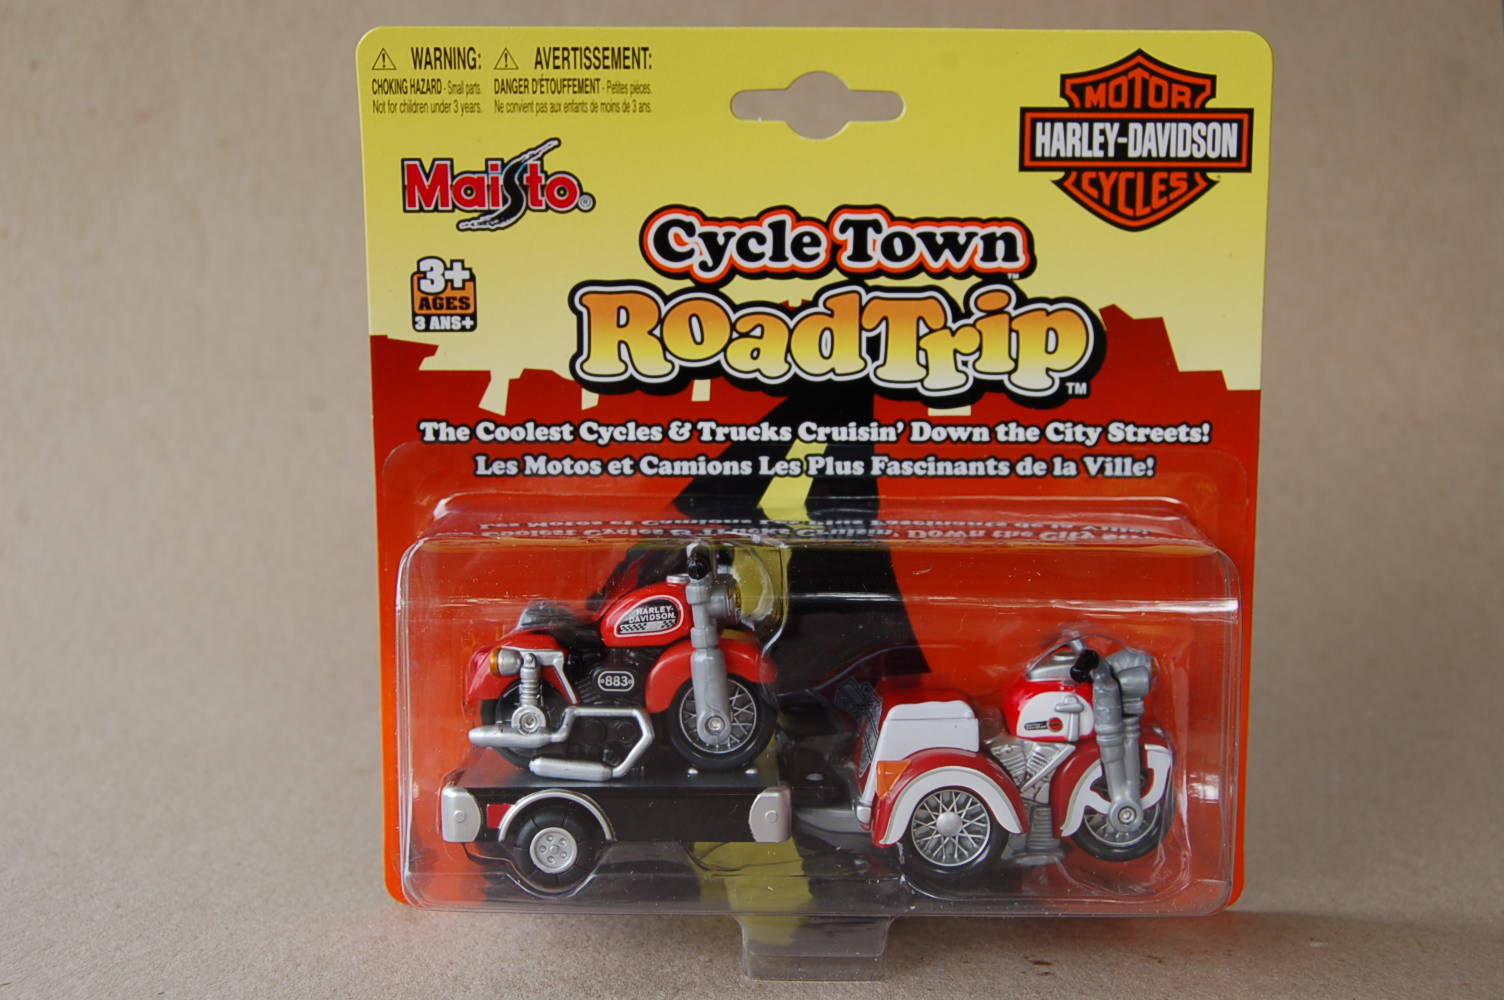 WARNING:
CHOKING HAZARD - Small parts.
Not for children under 3 years.
AVERTISSEMENT:
DANGER D'ÉTOUFFEMENT - Petites pièces.
Ne convient pas aux enfants de moins de 3 ans.
MOTOR
HARLEY-DAVIDSON
CYCLES
Maisto®
3+
AGES
3 ANS+
Cycle Town™
Road Trip™
The Coolest Cycles & Trucks Cruisin' Down the City Streets!
Les Motos et Camions Les Plus Fascinants de la Ville!
HARLEY-
DAVIDSON
883